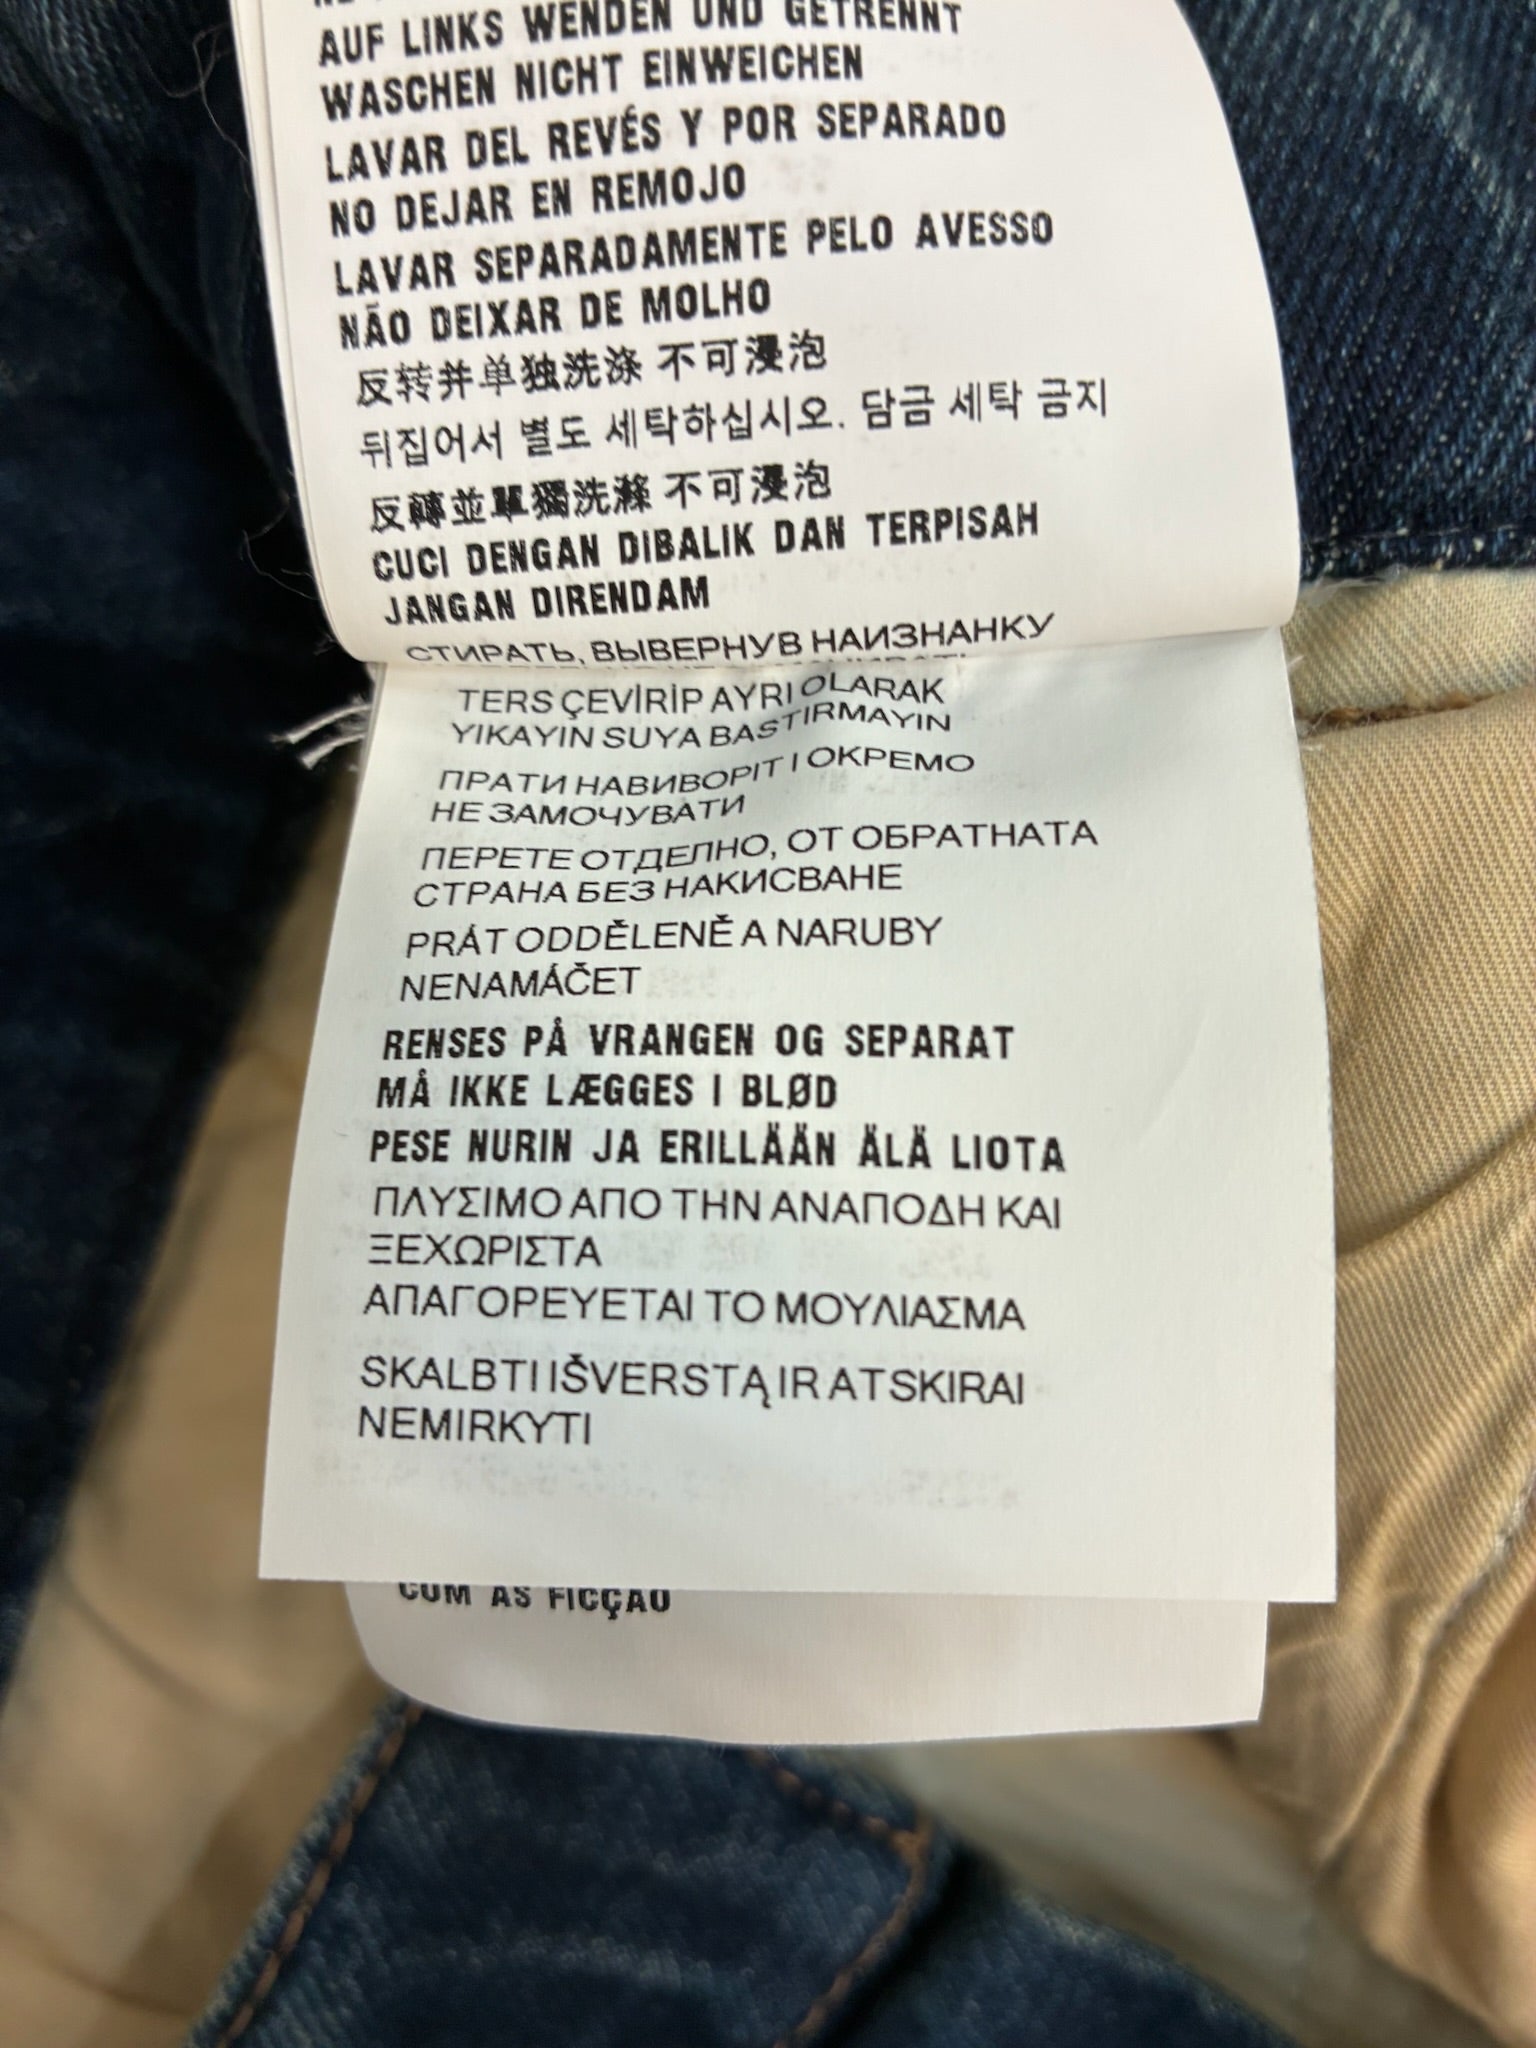 AUF LINKS WENDEN UND GETRENNT
WASCHEN NICHT EINWEICHEN
LAVAR DEL REVÉS Y POR SEPARADO
NO DEJAR EN REMOJO
LAVAR SEPARADAMENTE PELO AVESSO
NÃO DEIXAR DE MOLHO
反转并单独洗涤 不可浸泡
뒤집어서 별도 세탁하십시오. 담금 세탁 금지
反轉並單獨洗滌 不可浸泡
CUCI DENGAN DIBALIK DAN TERPISAH
JANGAN DIRENDAM
СТИРАТЬ, ВЫВЕРНУВ НАИЗНАНКУ
TERS ÇEVİRİP AYRI OLARAK
YIKAYIN SUYA BASTIRMAYIN
ПРАТИ НАВИВОРІТ І ОКРЕМО
НЕ ЗАМОЧУВАТИ
ПЕРЕТЕ ОТДЕЛНО, ОТ ОБРАТНАТА
СТРАНА БЕЗ НАКИСВАНЕ
PRÁT ODDĚLENĚ A NARUBY
NENAMÁČET
RENSES PÅ VRANGEN OG SEPARAT
MÅ IKKE LÆGGES I BLØD
PESE NURIN JA ERILLÄÄN ÄLÄ LIOTA
ΠΛΥΣΙΜΟ ΑΠΟ ΤΗΝ ΑΝΑΠΟΔΗ ΚΑΙ
ΞΕΧΩΡΙΣΤΑ
ΑΠΑΓΟΡΕΥΕΤΑΙ ΤΟ ΜΟΥΛΙΑΣΜΑ
SKALBTI IŠVERSTĄ IR ATSKIRAI
NEMIRKYTI
COM AS FICÇÃO